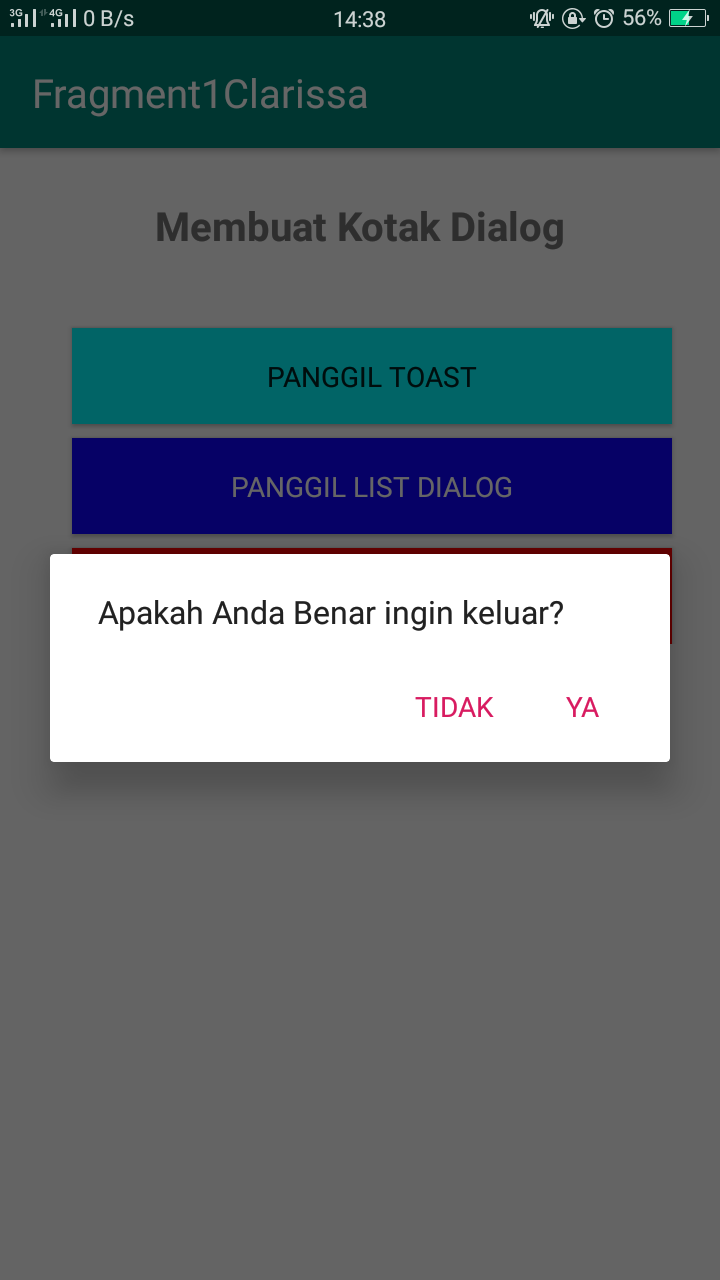 3G 4G 0 B/s 14:38 56%
Fragment1Clarissa
Membuat Kotak Dialog
PANGGIL TOAST
PANGGIL LIST DIALOG
Apakah Anda Benar ingin keluar?
TIDAK YA